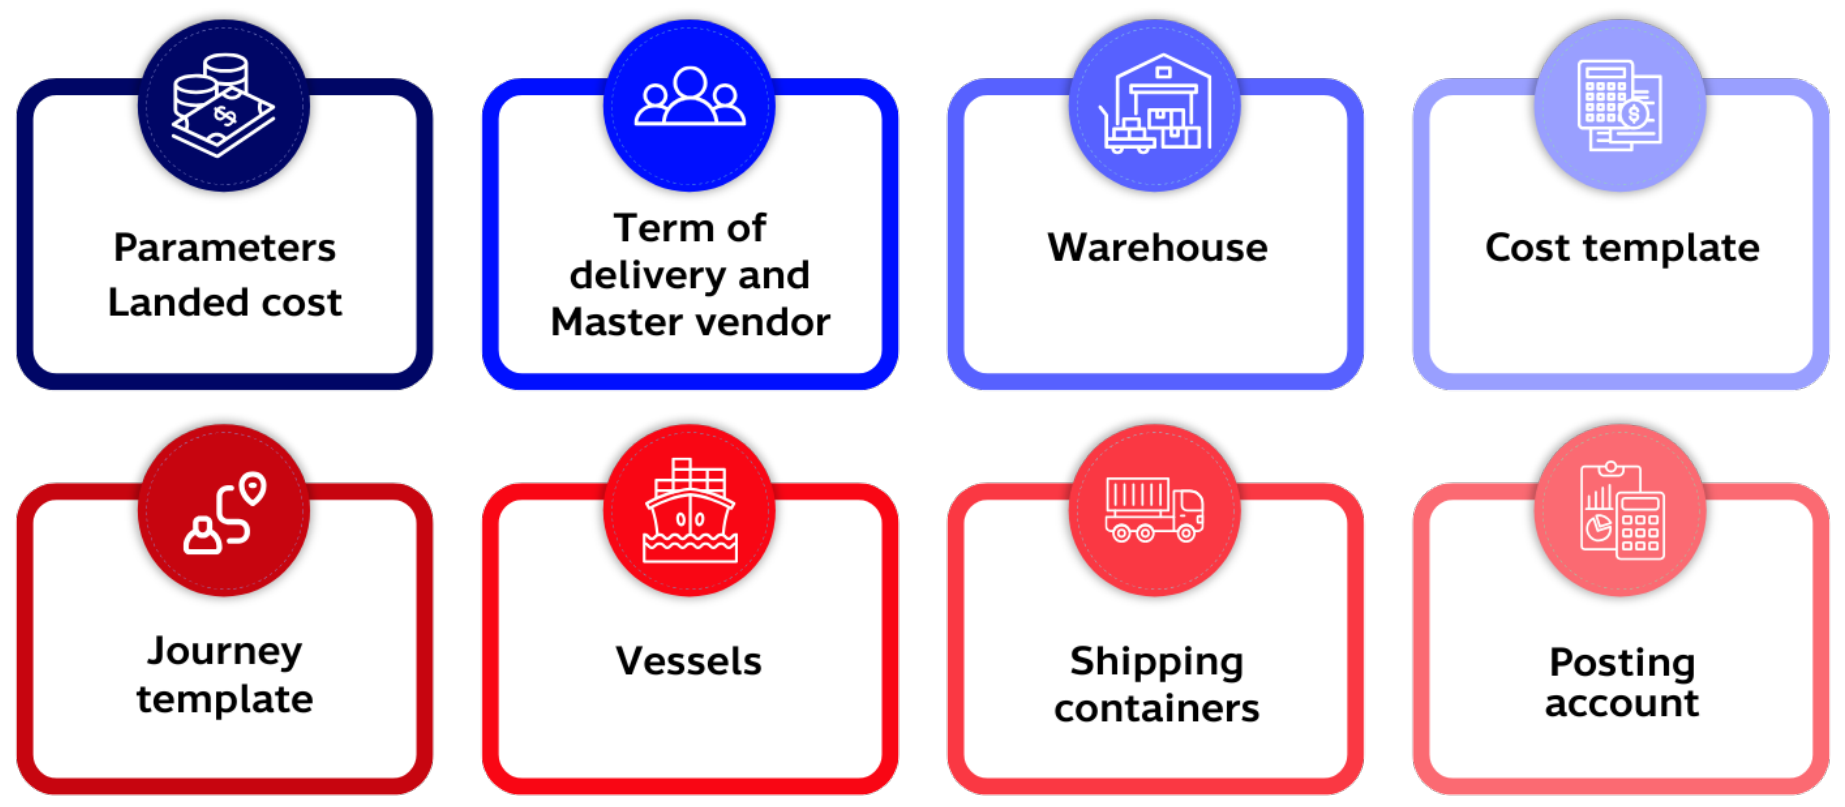 Parameters
Landed cost
Term of
delivery and
Master vendor
Warehouse
Cost template
Journey
template
Vessels
Shipping
containers
Posting
account